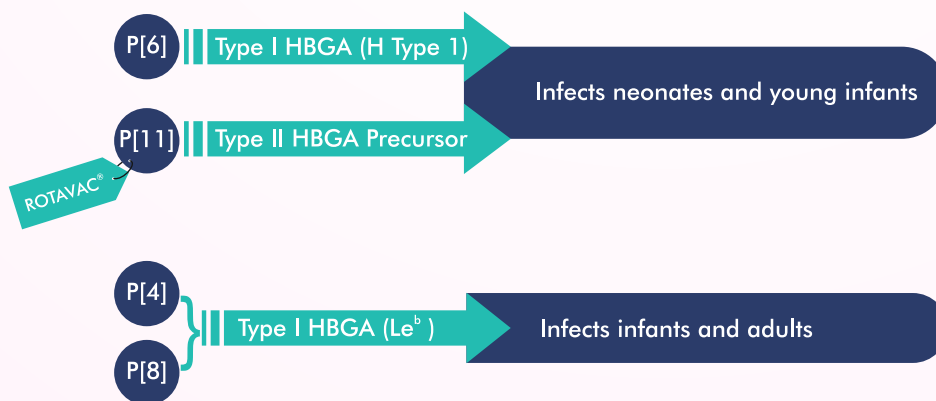 P[6] Type I HBGA (H Type 1)
Infects neonates and young infants
P[11] Type II HBGA Precursor
ROTAVAC®
P[4]
Type I HBGA (Leᵇ ) Infects infants and adults
P[8]